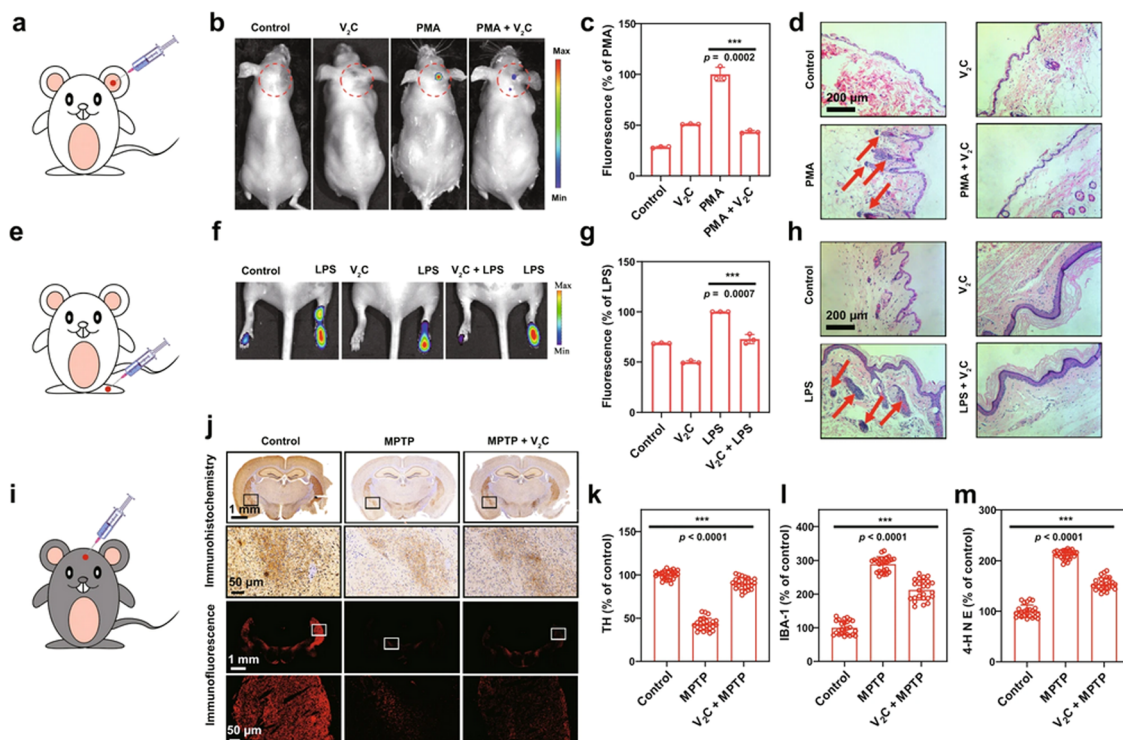 a
b
Control
V2C
PMA
PMA + V2C
Max
Min
c
Fluorescence (% of PMA)
150
100
50
0
***
p = 0.0002
Control
V2C
PMA
PMA + V2C
d
Control
200 µm
V2C
PMA
PMA + V2C
e
f
Control
LPS
V2C
LPS
V2C + LPS
LPS
Max
Min
g
Fluorescence (% of LPS)
150
100
50
0
***
p = 0.0007
Control
V2C
LPS
V2C + LPS
h
Control
200 µm
V2C
LPS
LPS + V2C
i
j
Control
MPTP
MPTP + V2C
Immunohistochemistry
1 mm
50 µm
Immunofluorescence
1 mm
50 µm
k
TH (% of control)
150
100
50
0
***
p < 0.0001
Control
MPTP
V2C + MPTP
l
IBA-1 (% of control)
400
300
200
100
0
***
p < 0.0001
Control
MPTP
V2C + MPTP
m
4-H N E (% of control)
300
200
100
0
***
p < 0.0001
Control
MPTP
V2C + MPTP